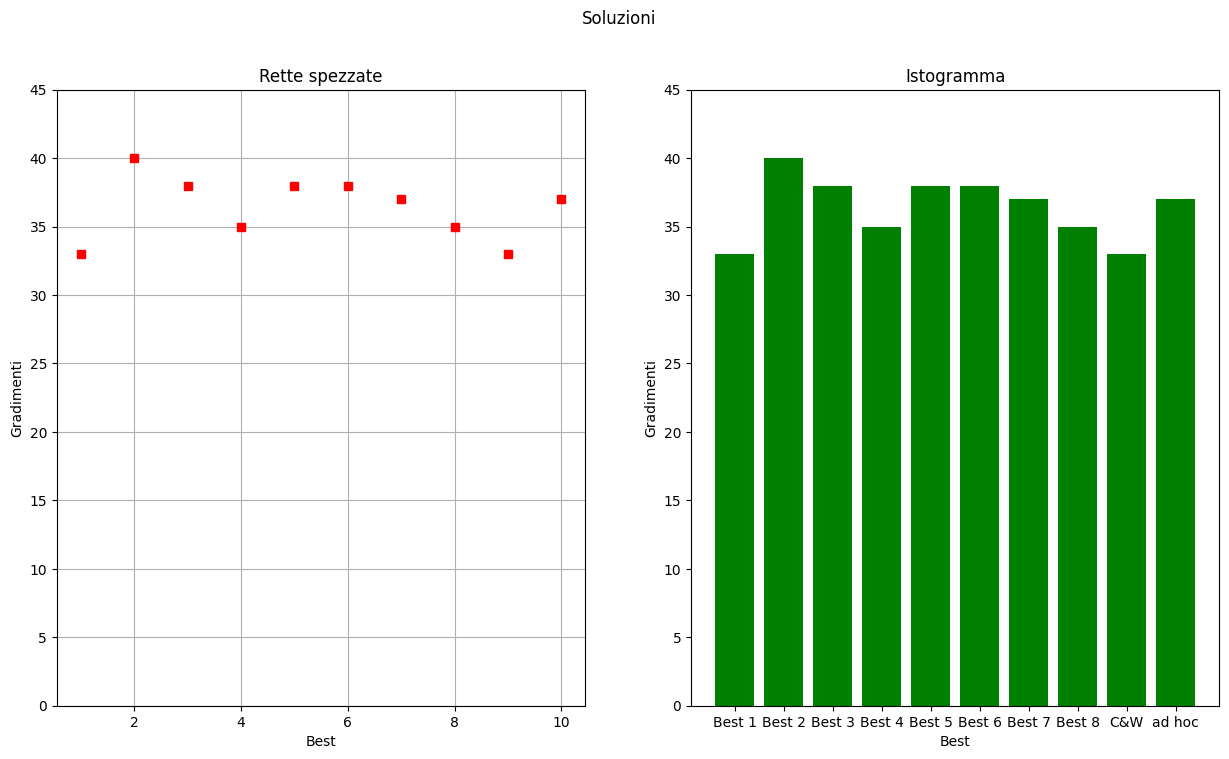 Soluzioni
Rette spezzate
45
40
35
30
25
20
15
10
5
0
Gradimenti
2 4 6 8 10
Best
Istogramma
45
40
35
30
25
20
15
10
5
0
Gradimenti
Best 1 Best 2 Best 3 Best 4 Best 5 Best 6 Best 7 Best 8 C&W ad hoc
Best